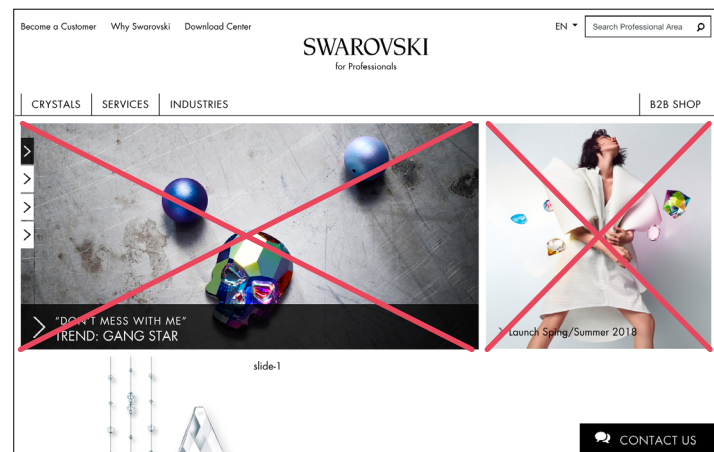 Become a Customer Why Swarovski Download Center
EN Search Professional Area
SWAROVSKI
for Professionals
CRYSTALS SERVICES INDUSTRIES B2B SHOP
"DON'T MESS WITH ME"
TREND: GANG STAR
Launch Sping/Summer 2018
slide-1
CONTACT US